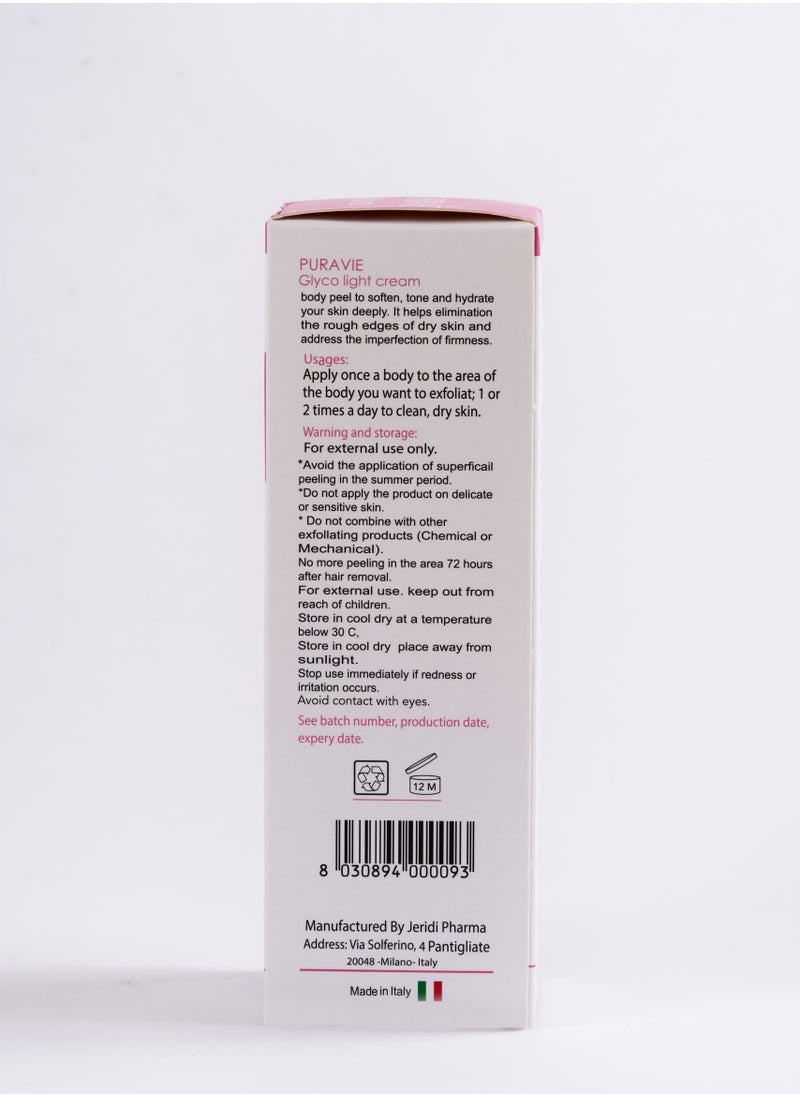 PURAVIE
Glyco light cream
body peel to soften, tone and hydrate
your skin deeply. It helps elimination
the rough edges of dry skin and
address the imperfection of firmness.
Usages:
Apply once a body to the area of
the body you want to exfoliat; 1 or
2 times a day to clean, dry skin.
Warning and storage:
For external use only.
*Avoid the application of superficail
peeling in the summer period.
*Do not apply the product on delicate
or sensitive skin.
* Do not combine with other
exfollating products (Chemical or
Mechanical).
No more peeling in the area 72 hours
after hair removal.
For external use. keep out from
reach of children.
Store in cool dry at a temperature
below 30 C,
Store in cool dry place away from
sunlight.
Stop use immediately if redness or
irritation occurs.
Avoid contact with eyes.
See batch number, production date,
expery date.
12 M
8 030894 000093
Manufactured By Jeridi Pharma
Address: Via Solferino, 4 Pantigliate
20048 -Milano- Italy
Made in Italy